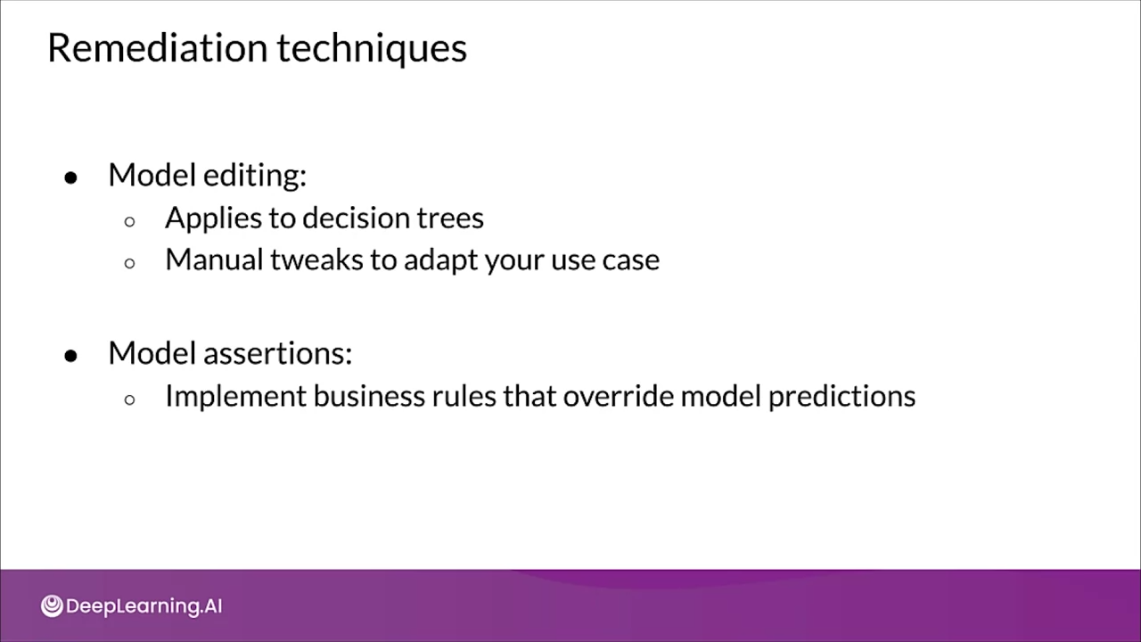 Remediation techniques
● Model editing:
○ Applies to decision trees
○ Manual tweaks to adapt your use case
● Model assertions:
○ Implement business rules that override model predictions
DeepLearning.AI